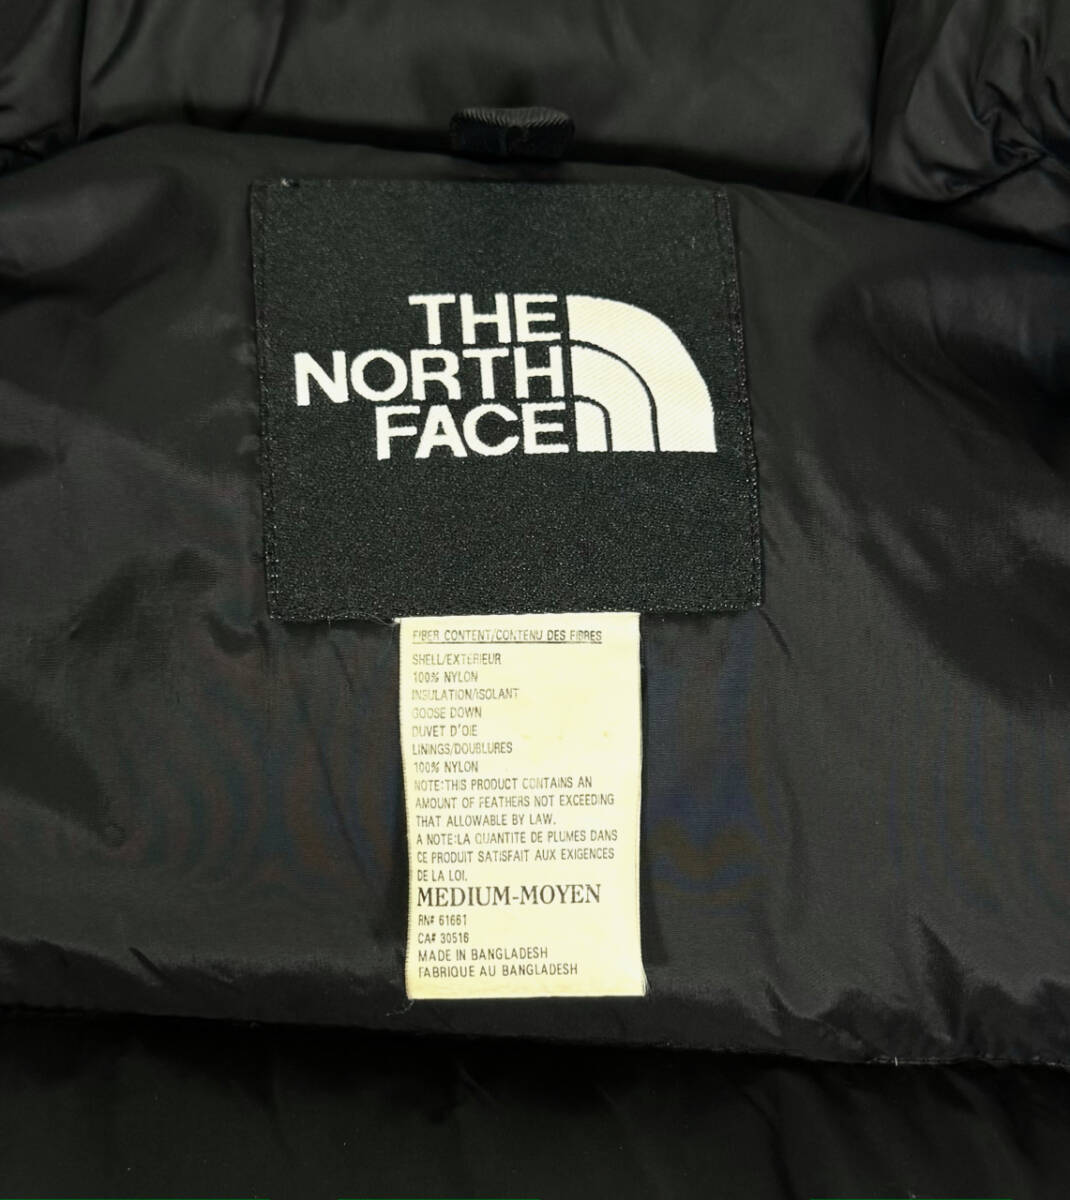 THE
NORTH
FACE
FIBER CONTENT/CONTENU DES FIBRES
SHELL/EXTERIEUR
100% NYLON
INSULATION/ISOLANT
GOOSE DOWN
DUVET D'OIE
LININGS/DOUBLURES
100% NYLON
NOTE:THIS PRODUCT CONTAINS AN
AMOUNT OF FEATHERS NOT EXCEEDING
THAT ALLOWABLE BY LAW.
A NOTE:LA QUANTITE DE PLUMES DANS
CE PRODUIT SATISFAIT AUX EXIGENCES
DE LA LOI.
MEDIUM-MOYEN
RN# 61661
CA# 30516
MADE IN BANGLADESH
FABRIQUE AU BANGLADESH